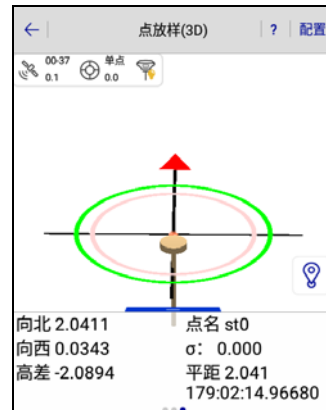 点放样(3D) ? 配置
00-37 单点
0.1 0.0
向北 2.0411 点名 st0
向西 0.0343 σ： 0.000
高差 -2.0894 平距 2.041
179:02:14.96680